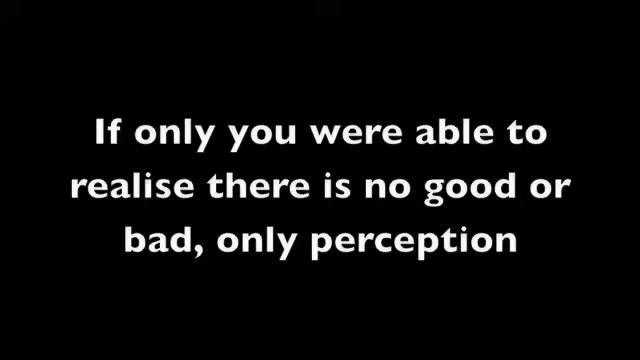 If only you were able to
realise there is no good or
bad, only perception